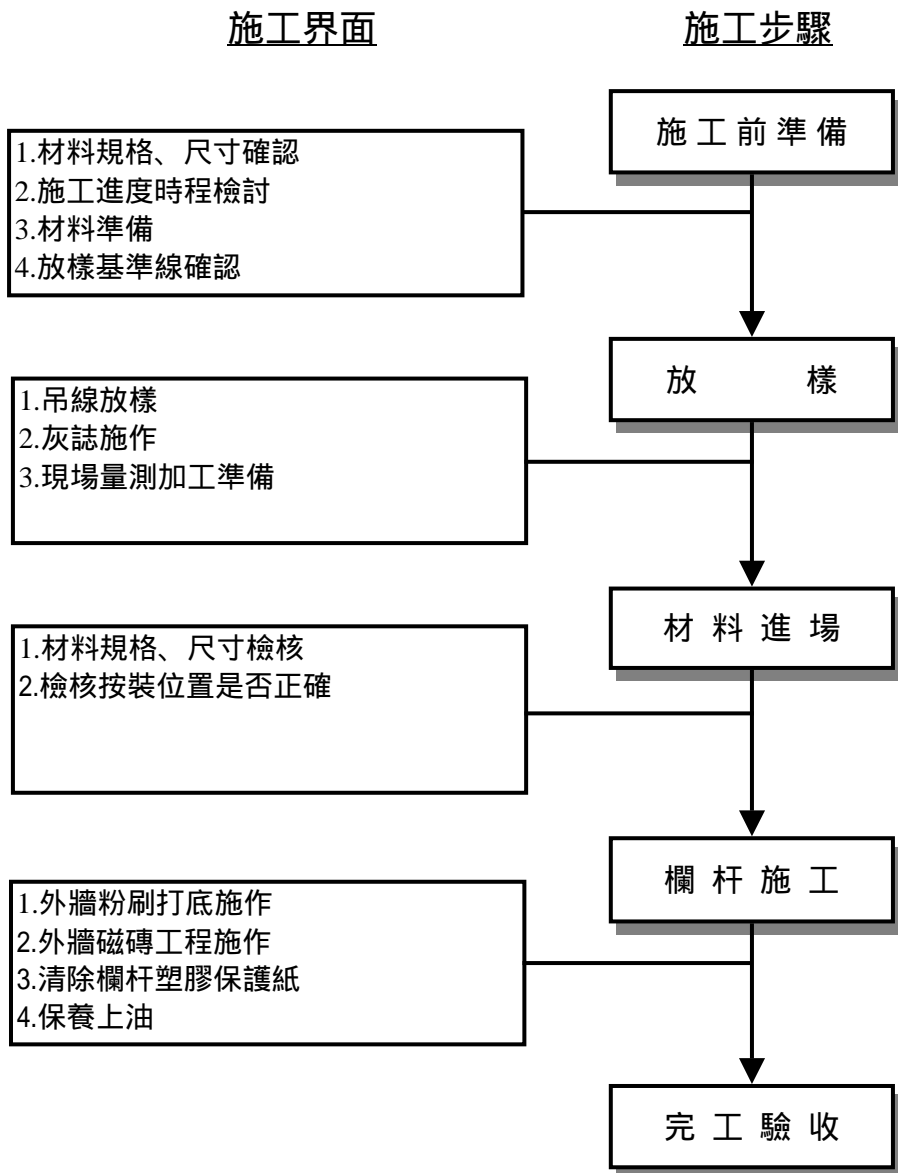 施工界面
施工步驟
施工前準備
1.材料規格、尺寸確認
2.施工進度時程檢討
3.材料準備
4.放樣基準線確認
放樣
1.吊線放樣
2.灰誌施作
3.現場量測加工準備
材料進場
1.材料規格、尺寸檢核
2.檢核按裝位置是否正確
欄杆施工
1.外牆粉刷打底施作
2.外牆磁磚工程施作
3.清除欄杆塑膠保護紙
4.保養上油
完工驗收